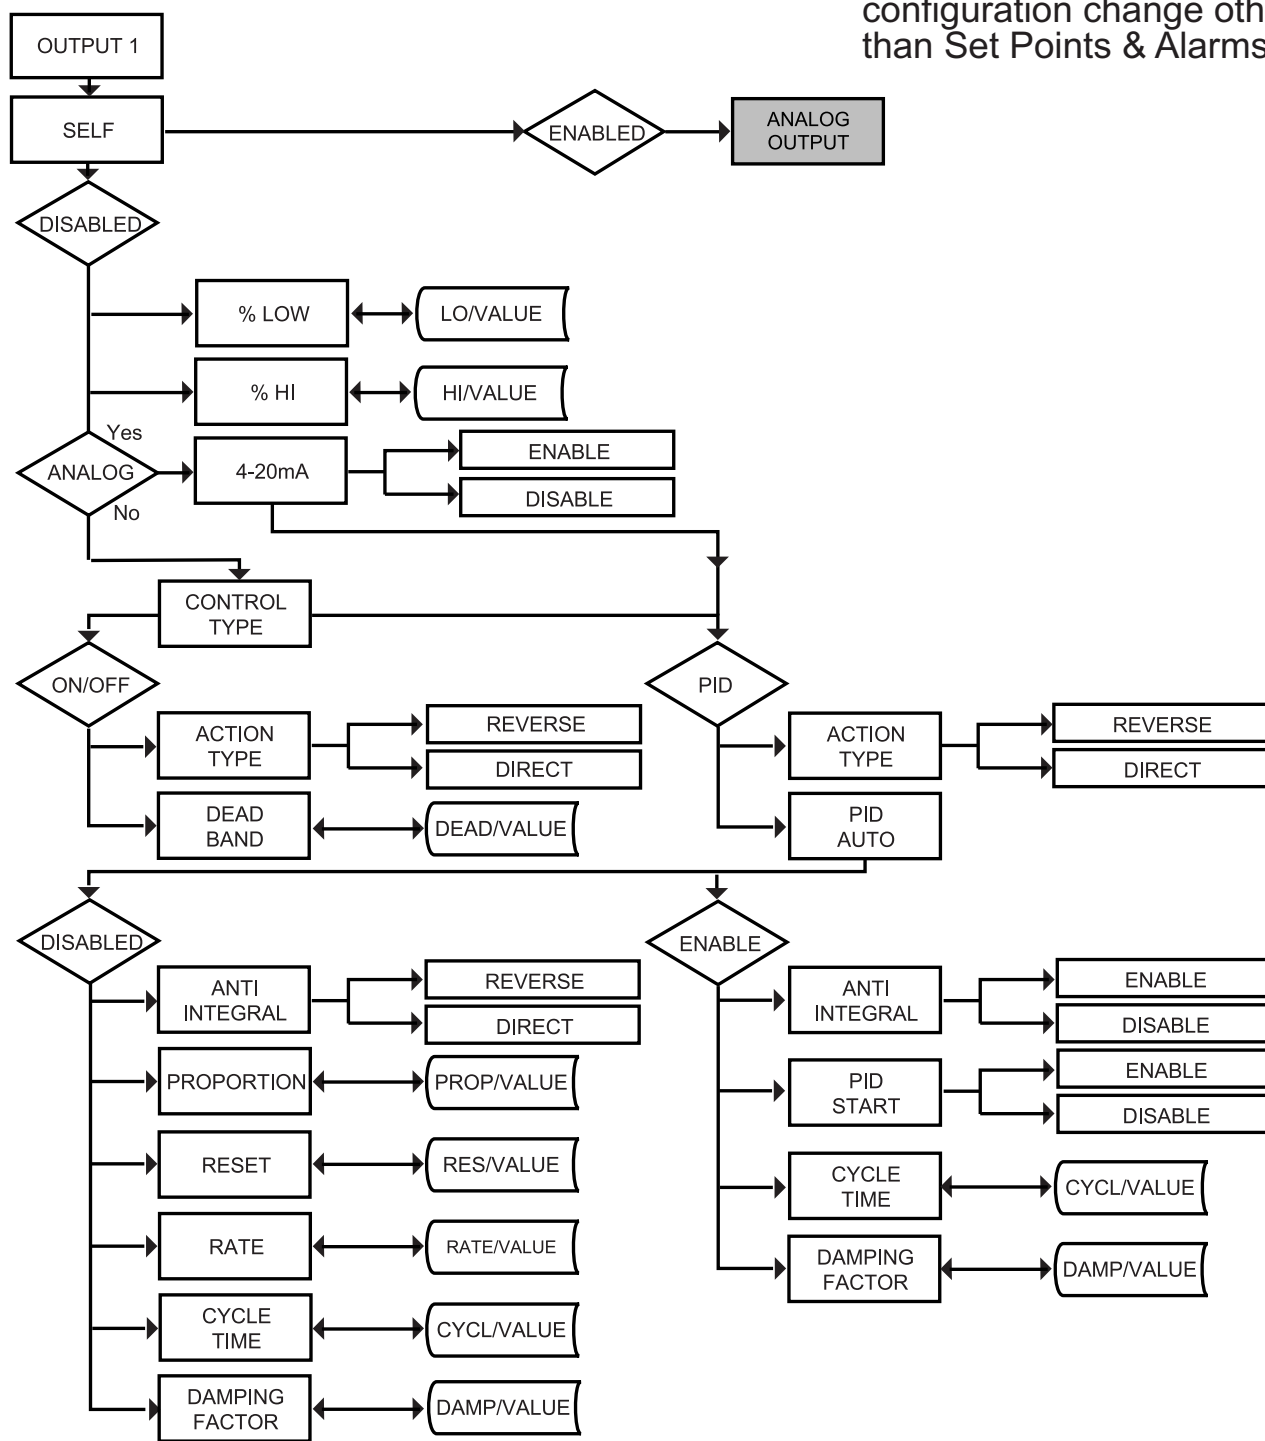 configuration change oth
than Set Points & Alarms
OUTPUT 1
SELF
ENABLED
ANALOG
OUTPUT
DISABLED
% LOW
LO/VALUE
% HI
HI/VALUE
Yes
ANALOG
No
4-20mA
ENABLE
DISABLE
CONTROL
TYPE
ON/OFF
PID
ACTION
TYPE
REVERSE
DIRECT
DEAD
BAND
DEAD/VALUE
ACTION
TYPE
REVERSE
DIRECT
PID
AUTO
DISABLED
ENABLE
ANTI
INTEGRAL
REVERSE
DIRECT
PROPORTION
PROP/VALUE
RESET
RES/VALUE
RATE
RATE/VALUE
CYCLE
TIME
CYCL/VALUE
DAMPING
FACTOR
DAMP/VALUE
ANTI
INTEGRAL
ENABLE
DISABLE
PID
START
ENABLE
DISABLE
CYCLE
TIME
CYCL/VALUE
DAMPING
FACTOR
DAMP/VALUE